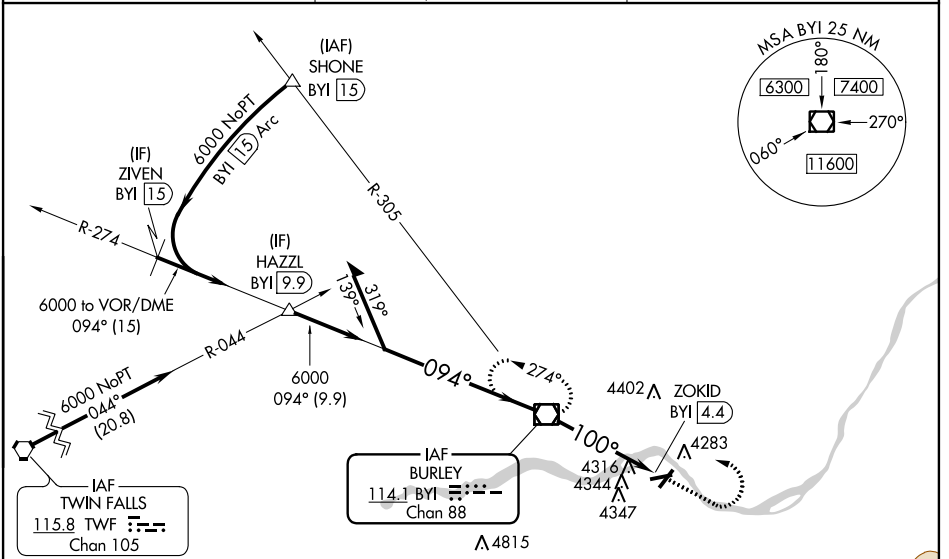 (IAF)
SHONE
BYI 15
6000 NoPT
BYI 15 Arc
(IF)
ZIVEN
BYI 15
R-274
R-305
6000 to VOR/DME
094° (15)
(IF)
HAZZL
BYI 9.9
139°
319°
6000 NoPT
044°
(20.8)
R-044
6000
094° (9.9)
094°
274°
100°
4402
ZOKID
BYI 4.4
4283
4316
4344
4347
4815
IAF
TWIN FALLS
115.8 TWF
Chan 105
IAF
BURLEY
114.1 BYI
Chan 88
MSA BYI 25 NM
180°
6300
7400
270°
060°
11600